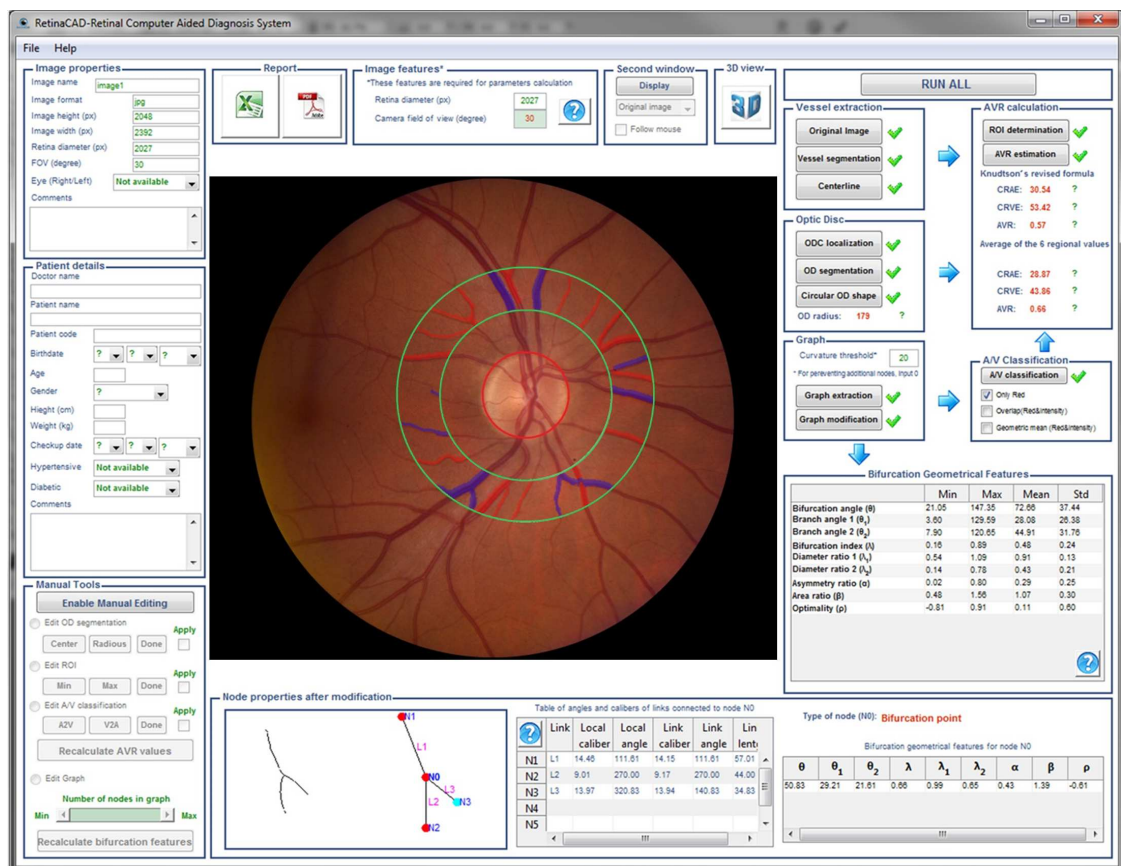 RetinaCAD-Retinal Computer Aided Diagnosis System
File Help
Image properties
Image name image1
Image format jpg
Image height (px) 2048
Image width (px) 2392
Retina diameter (px) 2027
FOV (degree) 30
Eye (Right/Left) Not available
Comments
Patient details
Doctor name
Patient name
Patient code
Birthdate ? ? ?
Age
Gender ?
Hieght (cm)
Weight (kg)
Checkup date ? ? ?
Hypertensive Not available
Diabetic Not available
Comments
Manual Tools
Enable Manual Editing
Edit OD segmentation
Apply
Center Radious Done
Edit ROI
Apply
Min Max Done
Edit A/V classification
Apply
A2V V2A Done
Recalculate AVR values
Edit Graph
Number of nodes in graph
Min Max
Recalculate bifurcation features
Report
PDF
Image features*
*These features are required for parameters calculation
Retina diameter (px) 2027
Camera field of view (degree) 30
?
Second window
Display
Original image
Follow mouse
3D view
3D
RUN ALL
Vessel extraction
Original Image
Vessel segmentation
Centerline
Optic Disc
ODC localization
OD segmentation
Circular OD shape
OD radius: 179 ?
Graph
Curvature threshold* 20
* For pereventing additional nodes, input 0
Graph extraction
Graph modification
AVR calculation
ROI determination
AVR estimation
Knudtson's revised formula
CRAE: 30.54 ?
CRVE: 53.42 ?
AVR: 0.57 ?
Average of the 6 regional values
CRAE: 28.87 ?
CRVE: 43.86 ?
AVR: 0.66 ?
A/V Classification
A/V classification
Only Red
Overlap(Red&Intensity)
Geometric mean (Red&Intensity)
Bifurcation Geometrical Features
Min Max Mean Std
Bifurcation angle (θ) 21.05 147.35 72.66 37.44
Branch angle 1 (θ1) 3.60 129.59 28.08 26.38
Branch angle 2 (θ2) 7.90 120.65 44.91 31.76
Bifurcation index (λ) 0.16 0.89 0.48 0.24
Diameter ratio 1 (λ1) 0.54 1.09 0.91 0.13
Diameter ratio 2 (λ2) 0.14 0.78 0.43 0.21
Asymmetry ratio (α) 0.02 0.80 0.29 0.25
Area ratio (β) 0.48 1.56 1.07 0.30
Optimality (ρ) -0.81 0.91 0.11 0.60
?
Node properties after modification
N1
L1
N0
L3
L2
N3
N2
Table of angles and calibers of links connected to node N0
? Link Local caliber Local angle Link caliber Link angle Lin lent
N1 L1 14.46 111.61 14.15 111.61 57.01
N2 L2 9.01 270.00 9.17 270.00 44.00
N3 L3 13.97 320.83 13.94 140.83 34.83
N4
N5
Type of node (N0): Bifurcation point
Bifurcation geometrical features for node N0
θ θ1 θ2 λ λ1 λ2 α β ρ
50.83 29.21 21.61 0.66 0.99 0.65 0.43 1.39 -0.61